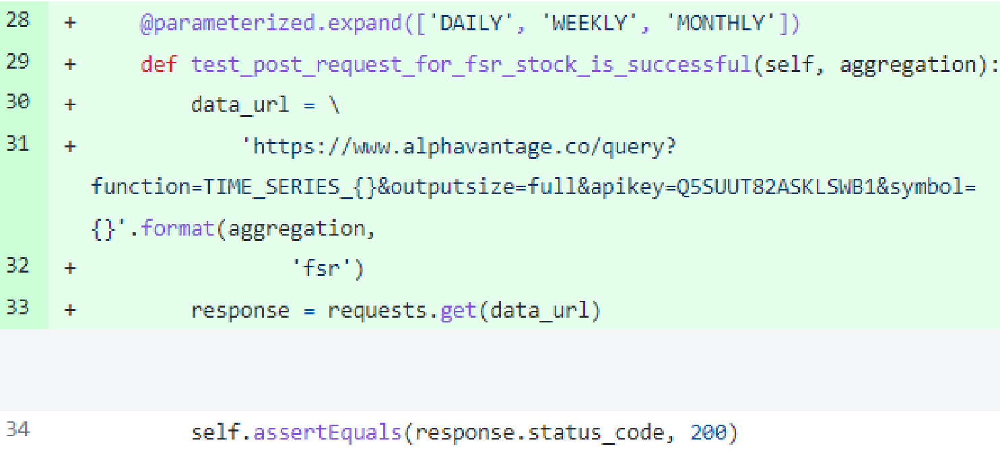 28 + @parameterized.expand(['DAILY', 'WEEKLY', 'MONTHLY'])
29 + def test_post_request_for_fsr_stock_is_successful(self, aggregation):
30 + data_url = \
31 + 'https://www.alphavantage.co/query?
function=TIME_SERIES_{}&outputsize=full&apikey=Q5SUUT82ASKLSWB1&symbol=
{}'.format(aggregation,
32 + 'fsr')
33 + response = requests.get(data_url)
34 self.assertEquals(response.status_code, 200)